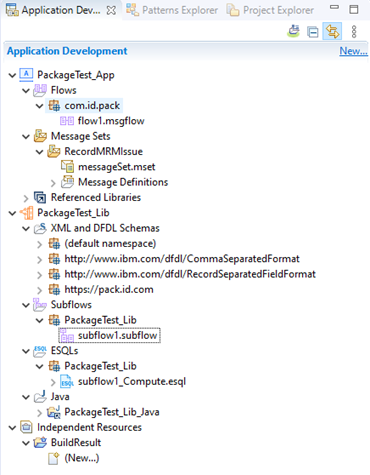 Application Dev...
Patterns Explorer
Project Explorer
Application Development
New...
A PackageTest_App
Flows
com.id.pack
flow1.msgflow
Message Sets
RecordMRMIssue
messageSet.mset
Message Definitions
Referenced Libraries
PackageTest_Lib
XML and DFDL Schemas
(default namespace)
http://www.ibm.com/dfdl/CommaSeparatedFormat
http://www.ibm.com/dfdl/RecordSeparatedFieldFormat
https://pack.id.com
Subflows
PackageTest_Lib
subflow1.subflow
ESQL ESQLs
PackageTest_Lib
ESQL subflow1_Compute.esql
Java
PackageTest_Lib_Java
Independent Resources
BuildResult
(New...)